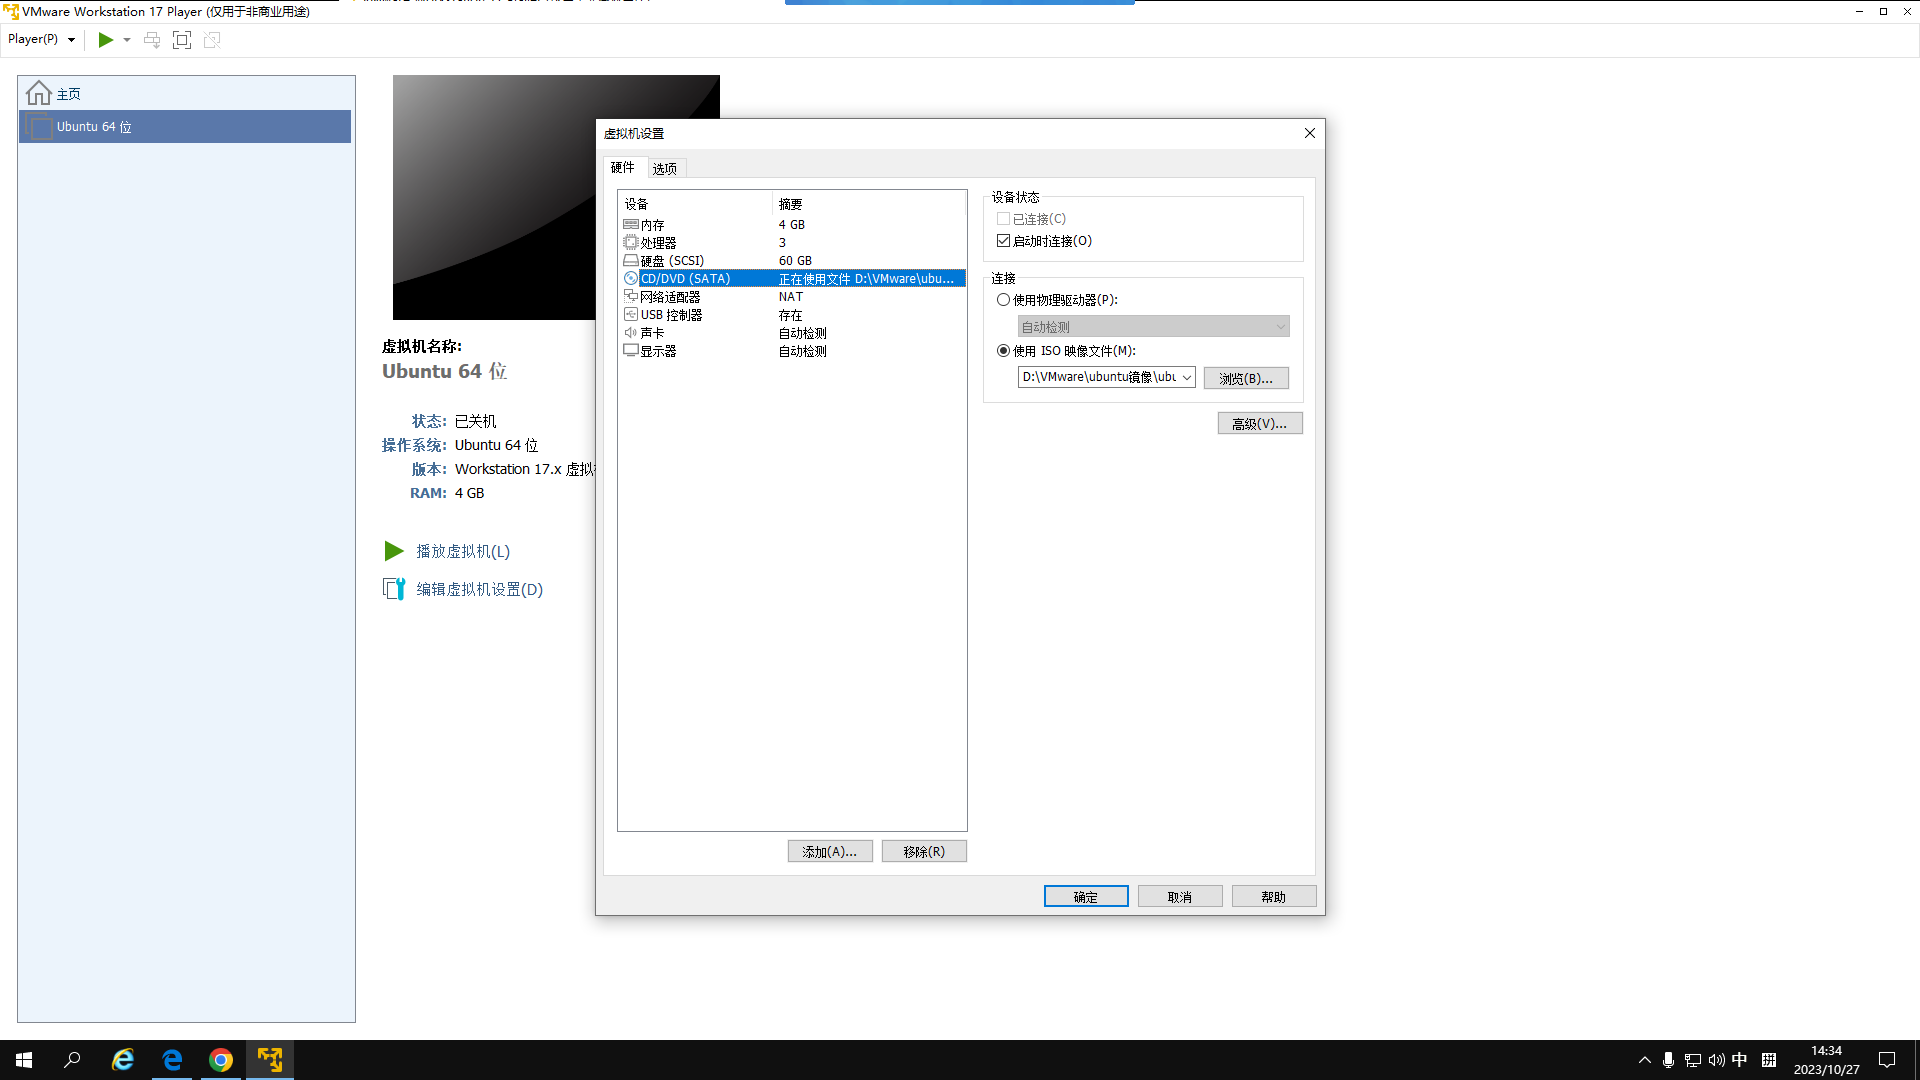 VMware Workstation 17 Player (仅用于非商业用途)
Player(P)
主页
Ubuntu 64 位
虚拟机名称:
Ubuntu 64 位
状态: 已关机
操作系统: Ubuntu 64 位
版本: Workstation 17.x 虚拟
RAM: 4 GB
播放虚拟机(L)
编辑虚拟机设置(D)
虚拟机设置
硬件 选项
设备 摘要
内存 4 GB
处理器 3
硬盘 (SCSI) 60 GB
CD/DVD (SATA) 正在使用文件 D:\VMware\ubu...
网络适配器 NAT
USB 控制器 存在
声卡 自动检测
显示器 自动检测
添加(A)... 移除(R)
设备状态
已连接(C)
启动时连接(O)
连接
使用物理驱动器(P):
自动检测
使用 ISO 映像文件(M):
D:\VMware\ubuntu镜像\ubu 浏览(B)...
高级(V)...
确定 取消 帮助
中
拼
14:34
2023/10/27